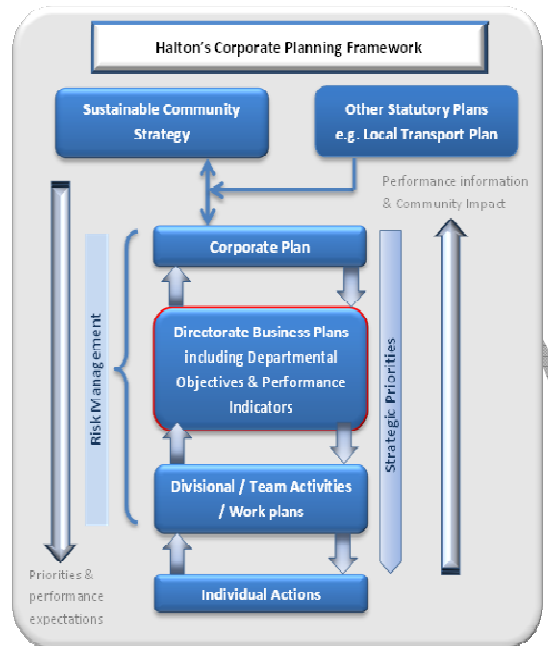 Halton's Corporate Planning Framework
Sustainable Community
Strategy
Other Statutory Plans
e.g. Local Transport Plan
Performance information
& Community Impact
Corporate Plan
Directorate Business Plans
including Departmental
Objectives & Performance
Indicators
Risk Management
Strategic Priorities
Divisional / Team Activities
/ Work plans
Individual Actions
Priorities &
performance
expectations